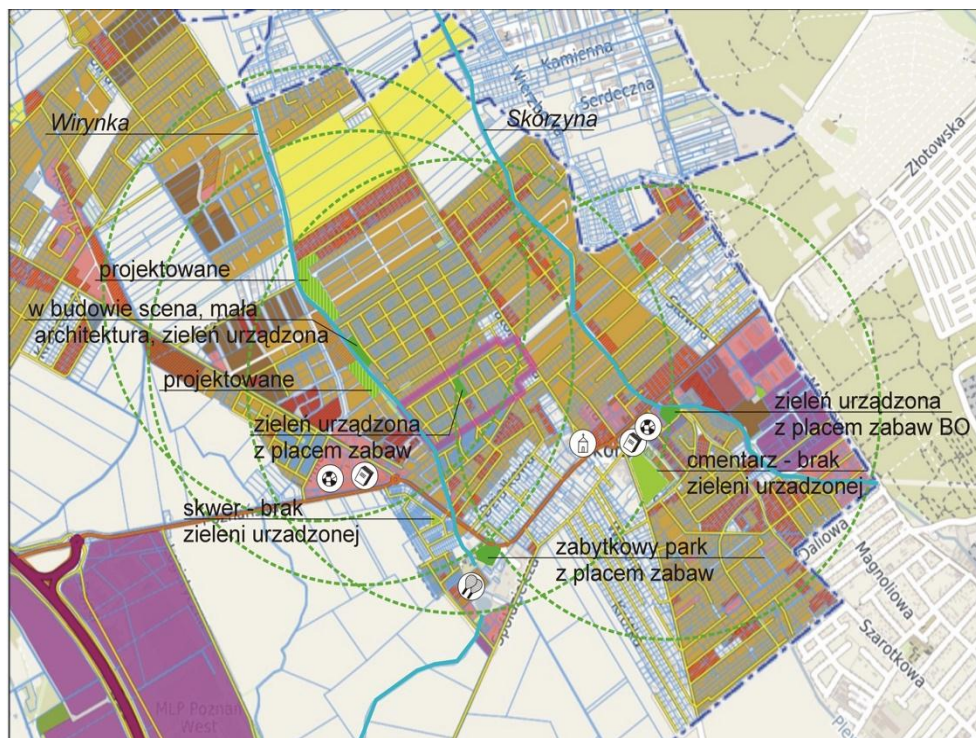 Kamienna
Serdeczna
Wirynka
Skórzyna
Złotowska
projektowane
w budowie scena, mała
architektura, zieleń urządzona
projektowane
zieleń urządzona
z placem zabaw
zieleń urządzona
z placem zabaw BO
cmentarz - brak
zieleni urzadzonej
skwer - brak
zieleni urzadzonej
zabytkowy park
z placem zabaw
Daliowa
Magnoliowa
Szarotkowa
MLP Poznań
West